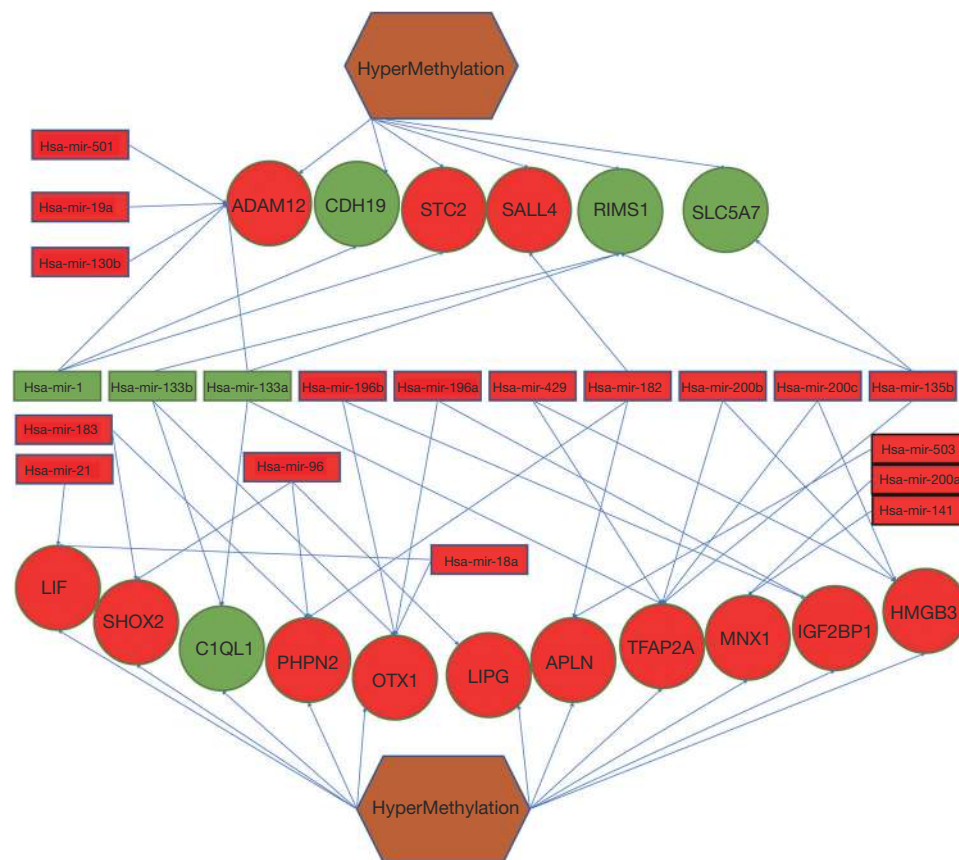 HyperMethylation
Hsa-mir-501
Hsa-mir-19a
Hsa-mir-130b
ADAM12
CDH19
STC2
SALL4
RIMS1
SLC5A7
Hsa-mir-1
Hsa-mir-133b
Hsa-mir-133a
Hsa-mir-196b
Hsa-mir-196a
Hsa-mir-429
Hsa-mir-182
Hsa-mir-200b
Hsa-mir-200c
Hsa-mir-135b
Hsa-mir-183
Hsa-mir-21
Hsa-mir-96
Hsa-mir-503
Hsa-mir-200a
Hsa-mir-141
Hsa-mir-18a
LIF
SHOX2
C1QL1
PHPN2
OTX1
LIPG
APLN
TFAP2A
MNX1
IGF2BP1
HMGB3
HyperMethylation